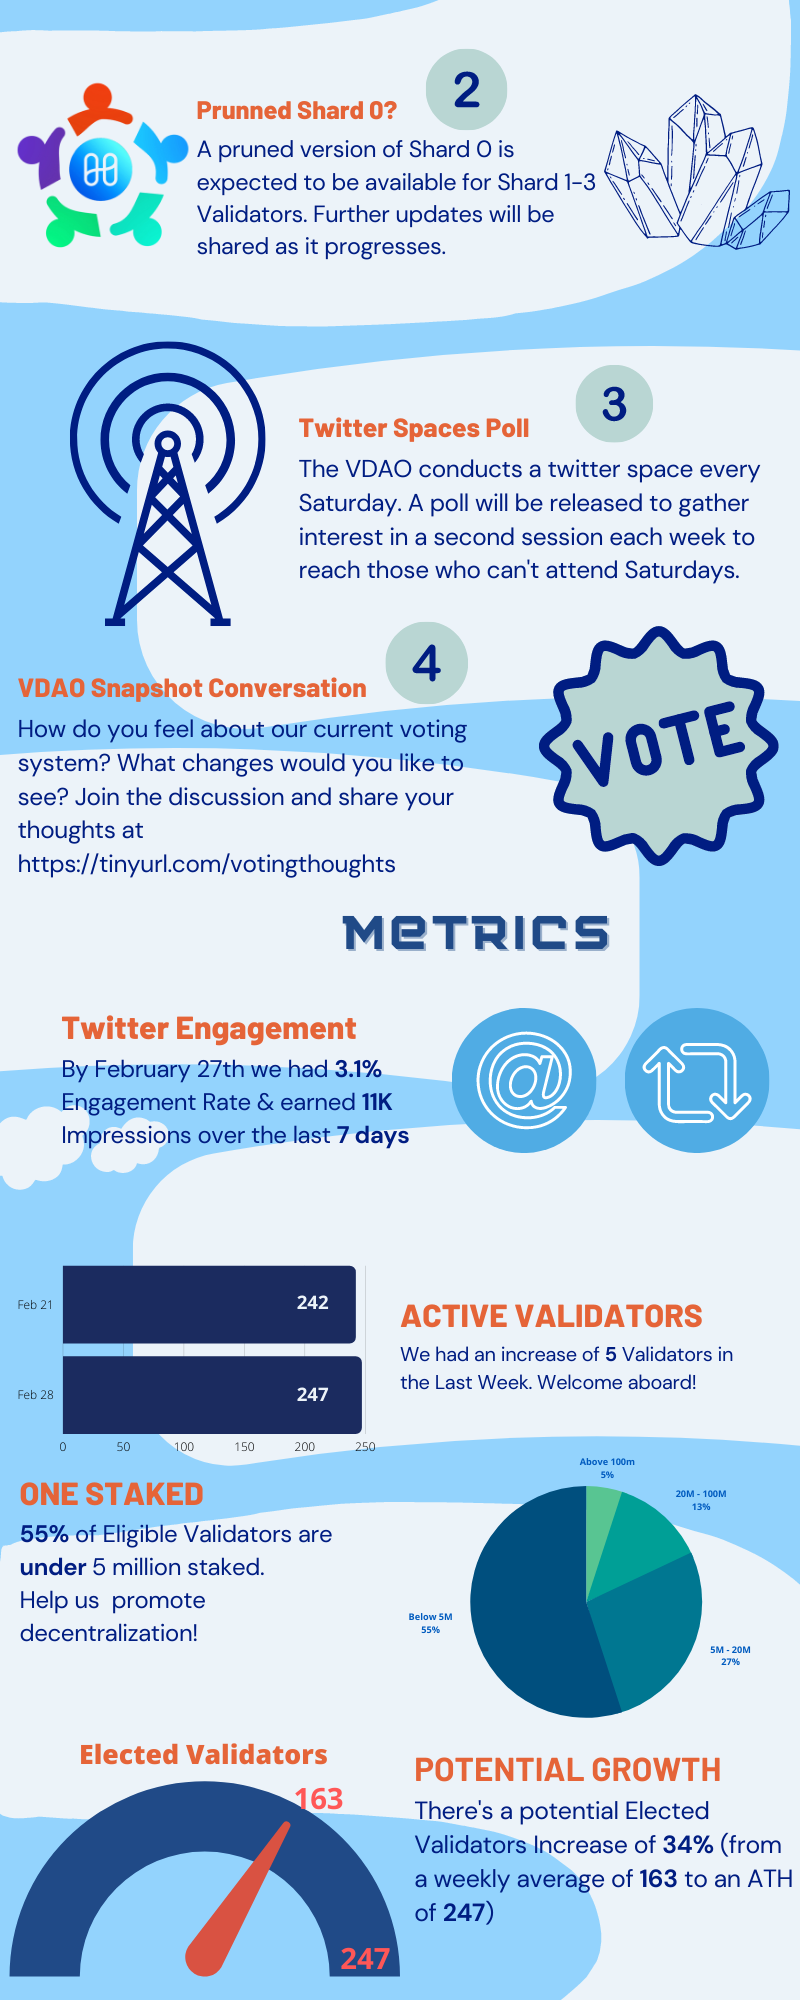 2
Prunned Shard 0?
A pruned version of Shard 0 is
expected to be available for Shard 1-3
Validators. Further updates will be
shared as it progresses.
3
Twitter Spaces Poll
The VDAO conducts a twitter space every
Saturday. A poll will be released to gather
interest in a second session each week to
reach those who can't attend Saturdays.
4
VDAO Snapshot Conversation
How do you feel about our current voting
system? What changes would you like to
see? Join the discussion and share your
thoughts at
https://tinyurl.com/votingthoughts
VOTE
METRICS
Twitter Engagement
By February 27th we had 3.1%
Engagement Rate & earned 11K
Impressions over the last 7 days
@
Feb 21
242
Feb 28
247
0 50 100 150 200 250
ACTIVE VALIDATORS
We had an increase of 5 Validators in
the Last Week. Welcome aboard!
ONE STAKED
55% of Eligible Validators are
under 5 million staked.
Help us promote
decentralization!
Above 100m
5%
20M - 100M
13%
Below 5M
55%
5M - 20M
27%
Elected Validators
163
247
POTENTIAL GROWTH
There's a potential Elected
Validators Increase of 34% (from
a weekly average of 163 to an ATH
of 247)